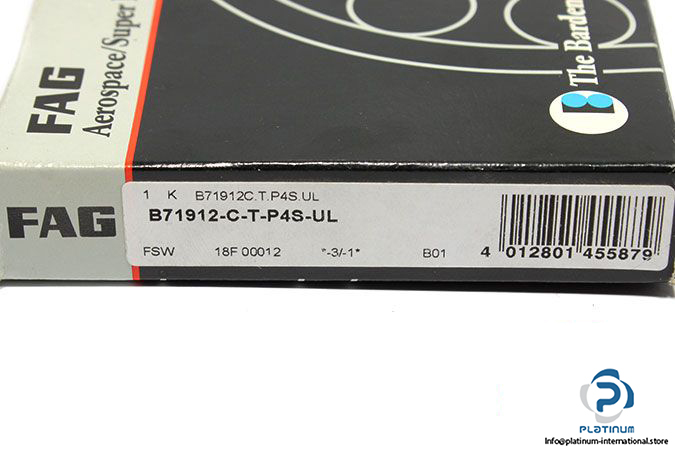 FAG
Aerospace/Super
The Barden
FAG
1 K B71912C.T.P4S.UL
B71912-C-T-P4S-UL
FSW 18F 00012 *-3/-1* B01
4 012801 455879
PLATINUM
Info@platinum-international.store